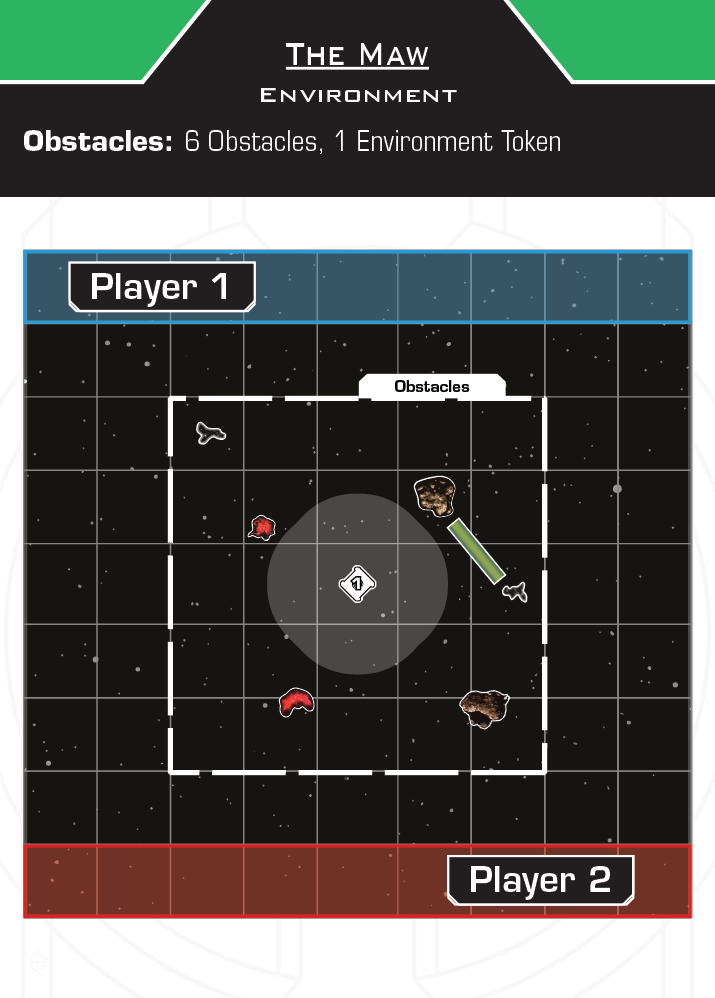 The Maw
Environment
Obstacles: 6 Obstacles, 1 Environment Token
Player 1
Obstacles
1
Player 2